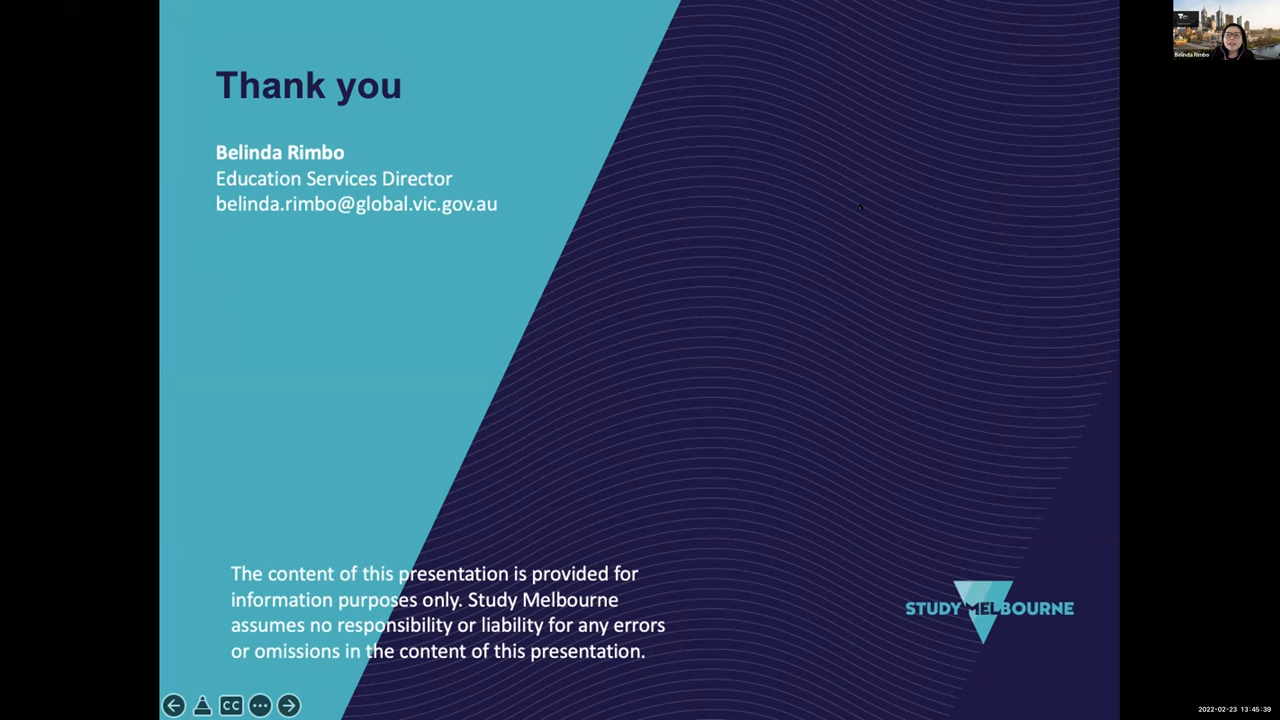 Thank you
Belinda Rimbo
Belinda Rimbo
Education Services Director
belinda.rimbo@global.vic.gov.au
The content of this presentation is provided for
information purposes only. Study Melbourne
assumes no responsibility or liability for any errors
or omissions in the content of this presentation.
STUDY MELBOURNE
CC
2022-02-23 13:45:39